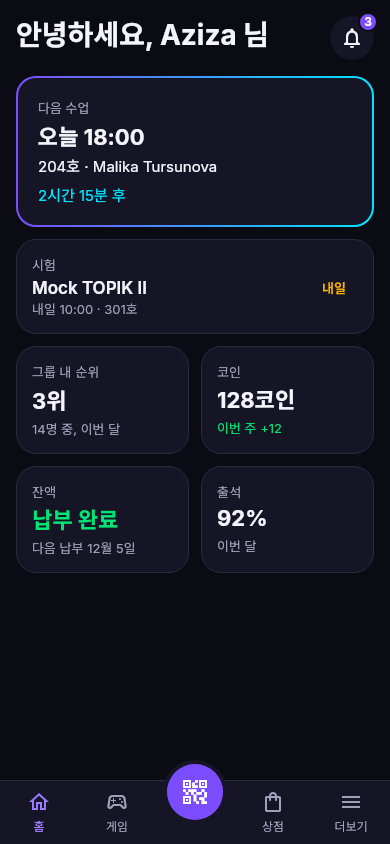 안녕하세요, Aziza 님
3
다음 수업
오늘 18:00
204호 · Malika Tursunova
2시간 15분 후
시험
Mock TOPIK II
내일
내일 10:00 · 301호
그룹 내 순위
3위
14명 중, 이번 달
코인
128코인
이번 주 +12
잔액
납부 완료
다음 납부 12월 5일
출석
92%
이번 달
홈
게임
상점
더보기